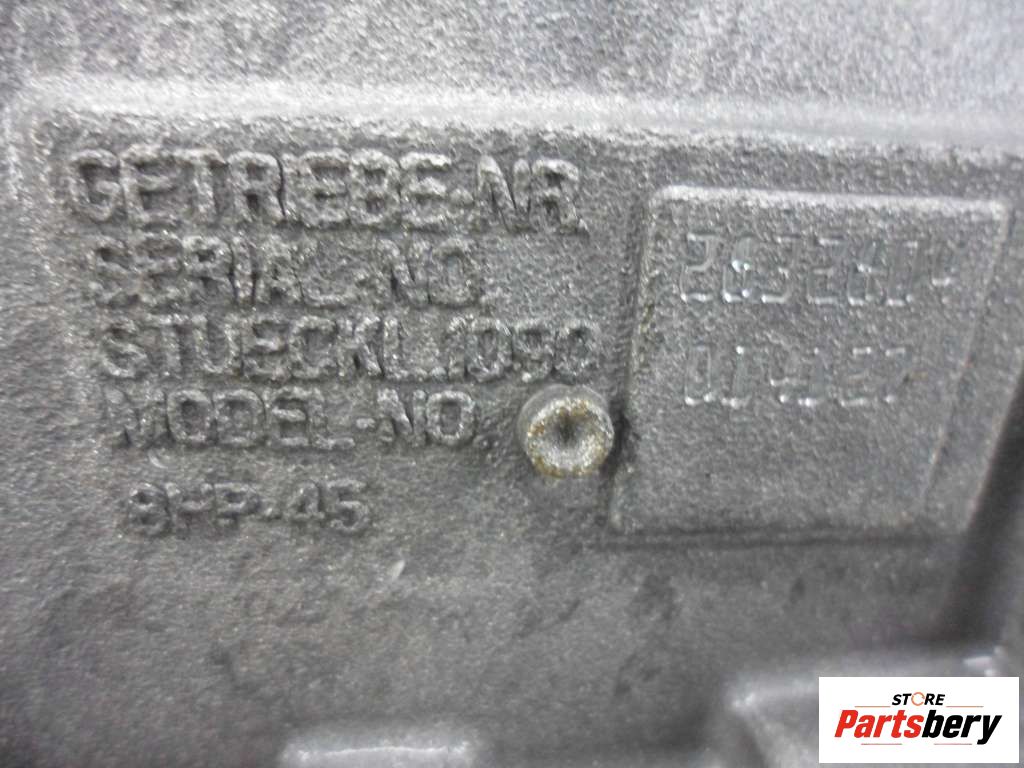 GETRIEBE-NR
SERIAL-NO
STUECKL.1090
MODEL-NO.
8HP-45
STORE
Partsbery